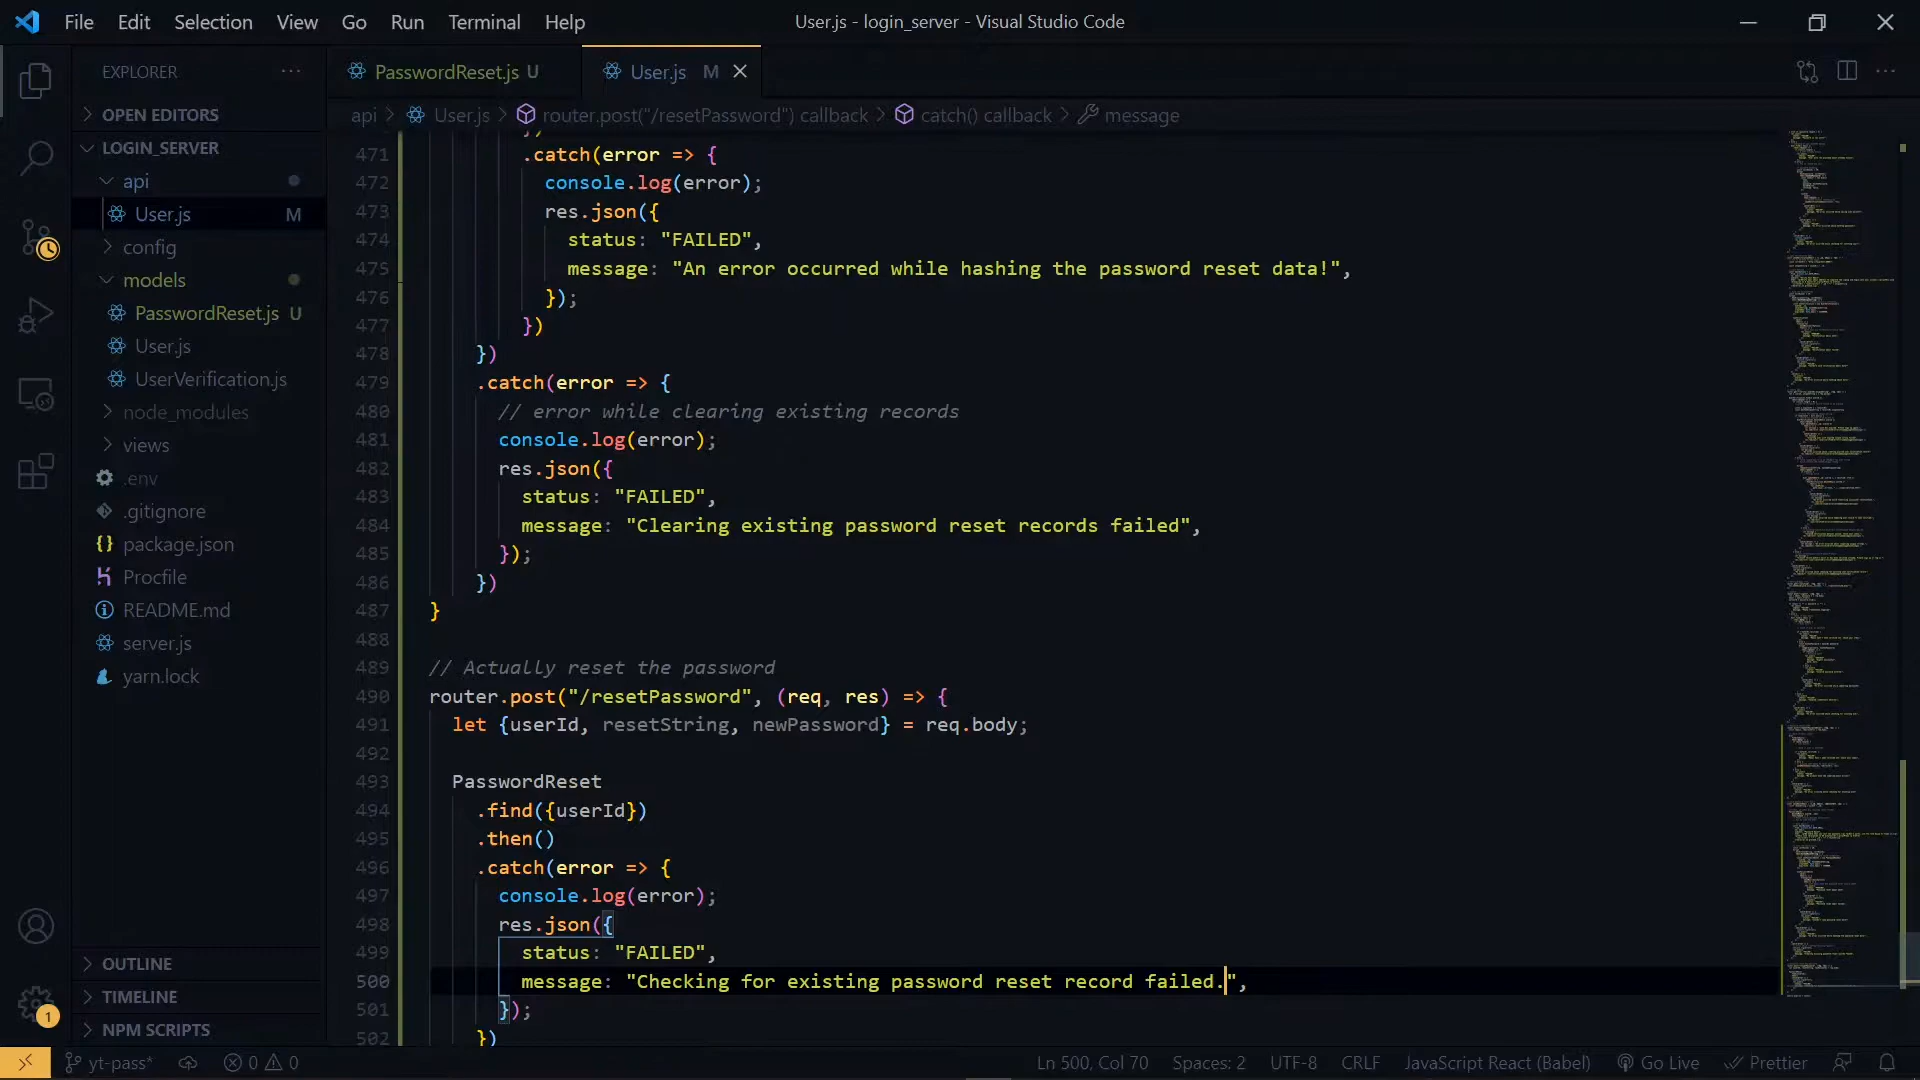 File Edit Selection View Go Run Terminal Help
User.js - login_server - Visual Studio Code
EXPLORER
PasswordReset.js U
User.js M
OPEN EDITORS
LOGIN_SERVER
api
User.js M
config
models
PasswordReset.js U
User.js
UserVerification.js
node_modules
views
.env
.gitignore
package.json
Procfile
README.md
server.js
yarn.lock
OUTLINE
TIMELINE
NPM SCRIPTS
api > User.js > router.post("/resetPassword") callback > catch() callback > message
471 .catch(error => {
472 console.log(error);
473 res.json({
474 status: "FAILED",
475 message: "An error occurred while hashing the password reset data!",
476 });
477 })
478 })
479 .catch(error => {
480 // error while clearing existing records
481 console.log(error);
482 res.json({
483 status: "FAILED",
484 message: "Clearing existing password reset records failed",
485 });
486 })
487 }
488
489 // Actually reset the password
490 router.post("/resetPassword", (req, res) => {
491 let {userId, resetString, newPassword} = req.body;
492
493 PasswordReset
494 .find({userId})
495 .then()
496 .catch(error => {
497 console.log(error);
498 res.json({
499 status: "FAILED",
500 message: "Checking for existing password reset record failed.",
501 });
502 })
1
yt-pass* 0 0 Ln 500, Col 70 Spaces: 2 UTF-8 CRLF JavaScript React (Babel) Go Live Prettier